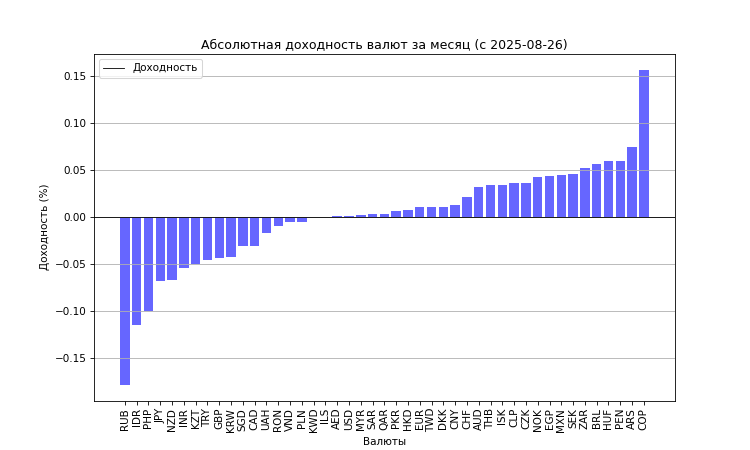 Абсолютная доходность валют за месяц (с 2025-08-26)
Доходность
0.15
0.10
0.05
0.00
−0.05
−0.10
−0.15
Доходность (%)
RUB IDR PHP JPY NZD INR KZT TRY GBP KRW SGD CAD UAH RON VND PLN KWD ILS AED USD MYR SAR QAR PKR HKD EUR TWD DKK CNY CHF AUD THB ISK CLP CZK NOK EGP MXN SEK ZAR BRL HUF PEN ARS COP
Валюты